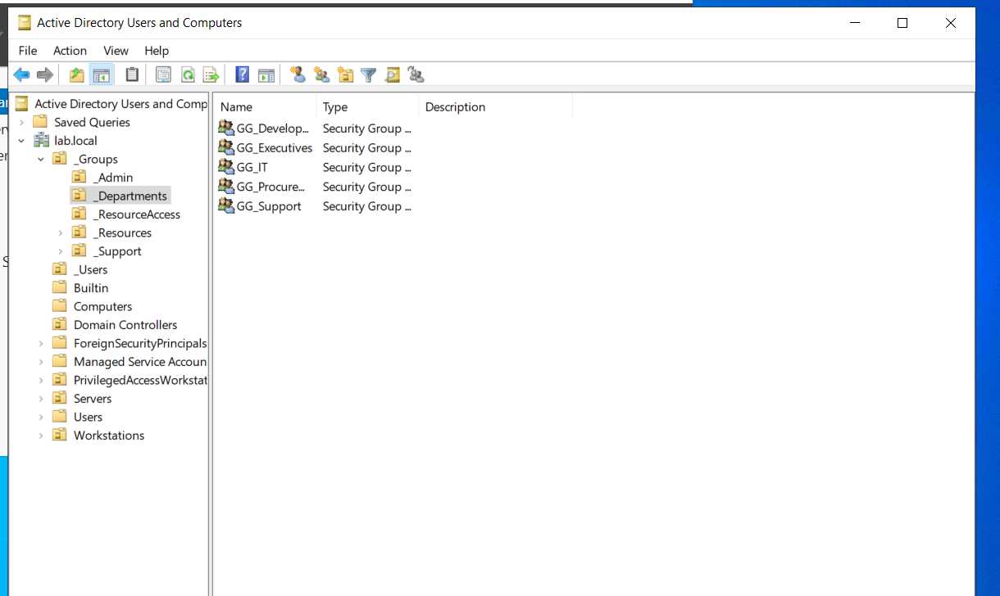 Active Directory Users and Computers
File Action View Help
Active Directory Users and Comp
Saved Queries
lab.local
_Groups
_Admin
_Departments
_ResourceAccess
_Resources
_Support
_Users
Builtin
Computers
Domain Controllers
ForeignSecurityPrincipals
Managed Service Accoun
PrivilegedAccessWorkstat
Servers
Users
Workstations
Name Type Description
GG_Develop... Security Group ...
GG_Executives Security Group ...
GG_IT Security Group ...
GG_Procure... Security Group ...
GG_Support Security Group ...